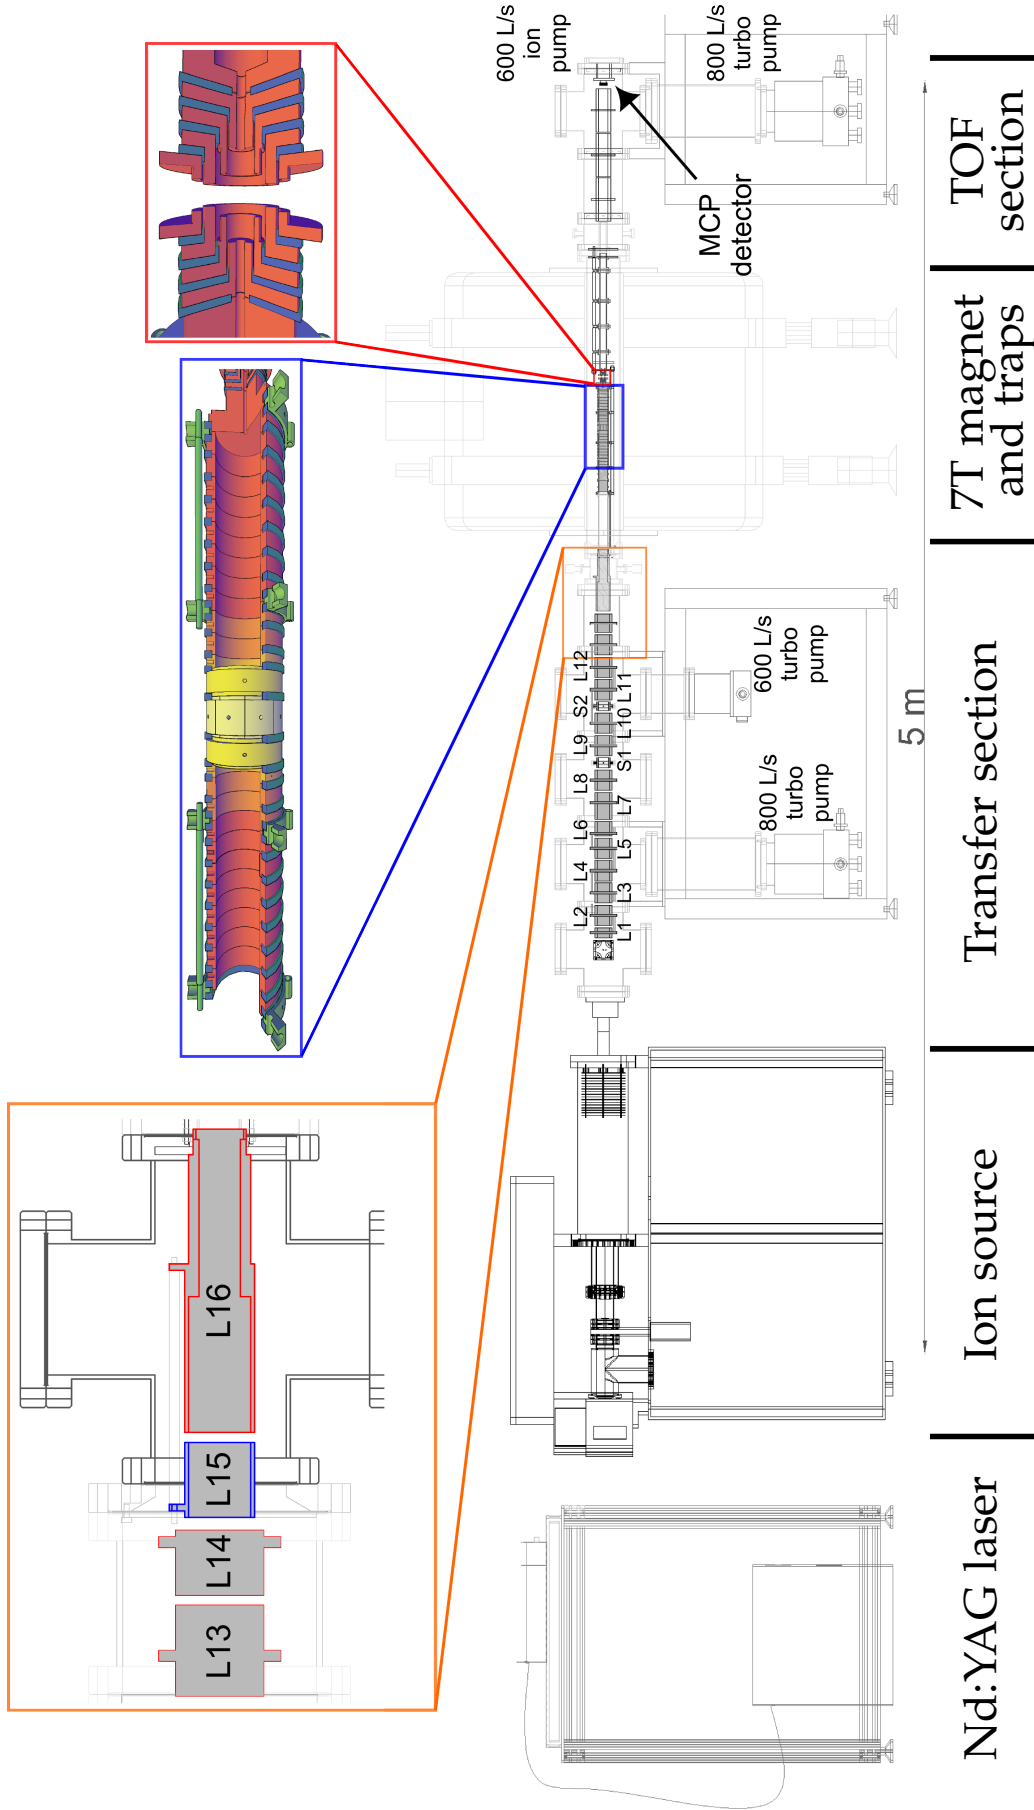 L13
L14
L15
L16
L1
L2
L3
L4
L5
L6
L7
L8
S1
L9
L10
S2
L11
L12
800 L/s
turbo
pump
600 L/s
turbo
pump
MCP
detector
600 L/s
ion
pump
800 L/s
turbo
pump
5 m
Nd:YAG laser
Ion source
Transfer section
7T magnet
and traps
TOF
section